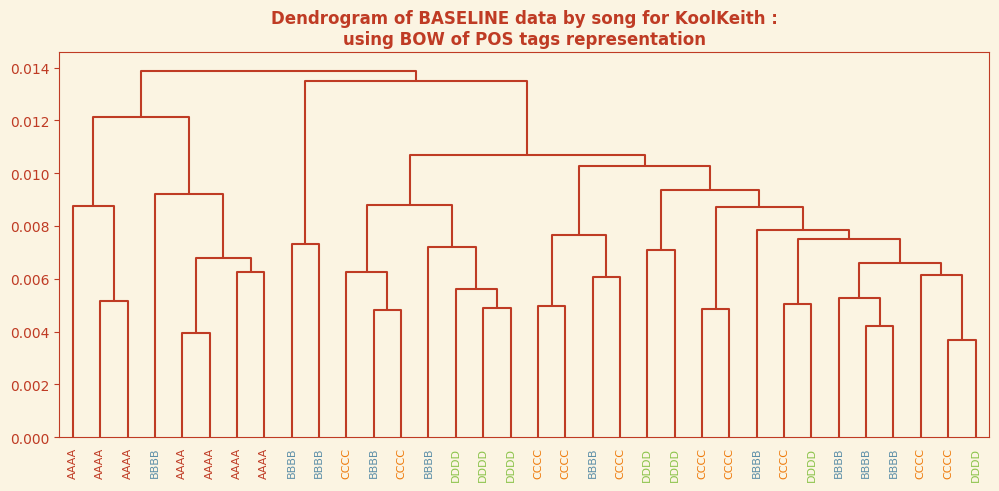 Dendrogram of BASELINE data by song for KoolKeith :
using BOW of POS tags representation
0.014
0.012
0.010
0.008
0.006
0.004
0.002
0.000
AAAA AAAA AAAA BBBB AAAA AAAA AAAA AAAA BBBB BBBB CCCC BBBB CCCC BBBB DDDD DDDD DDDD CCCC CCCC BBBB CCCC DDDD DDDD CCCC CCCC BBBB CCCC DDDD BBBB BBBB BBBB CCCC CCCC DDDD